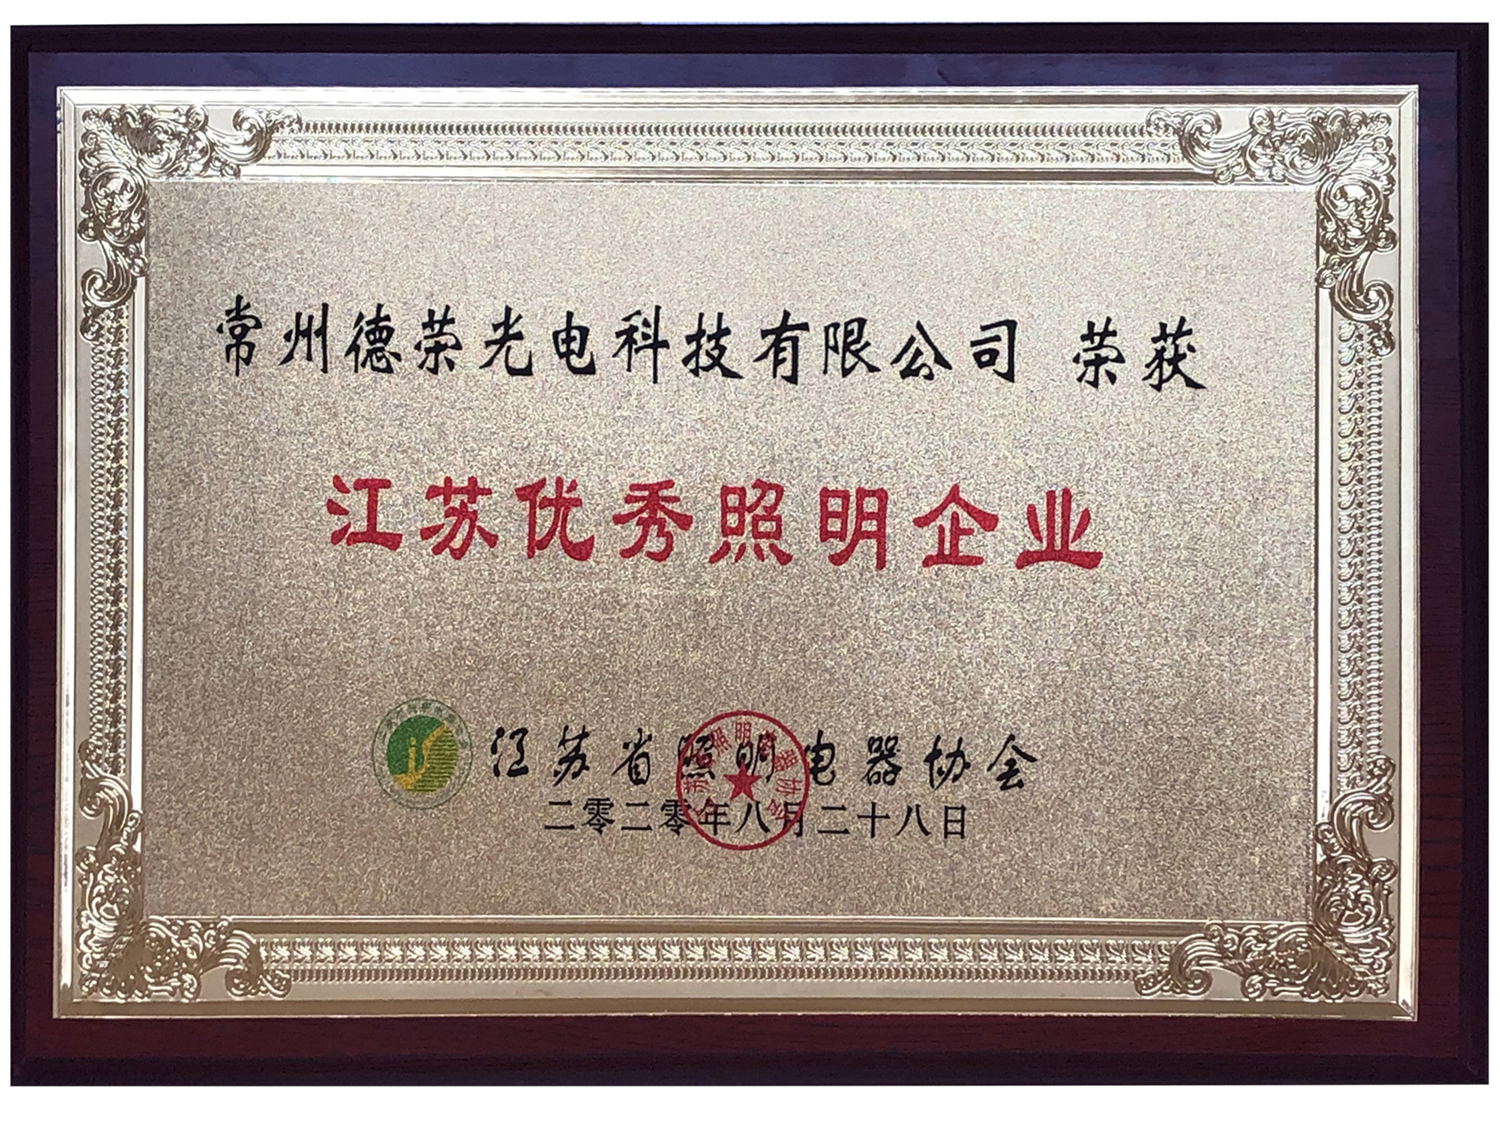 常州德荣光电科技有限公司 荣获
江苏优秀照明企业
江苏省照明电器协会
二零二零年八月二十八日